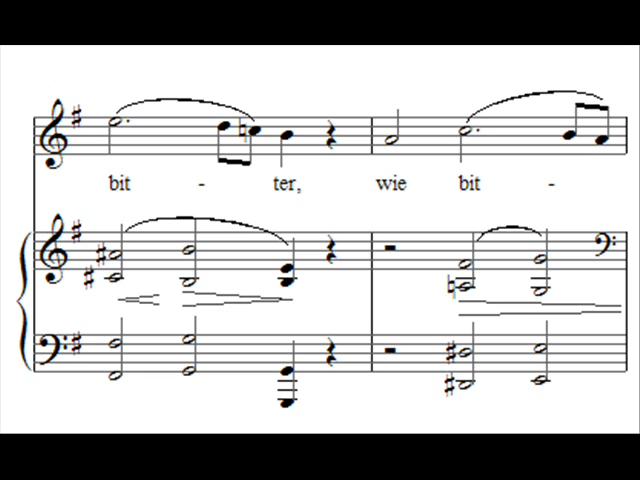 bit - ter, wie bit -